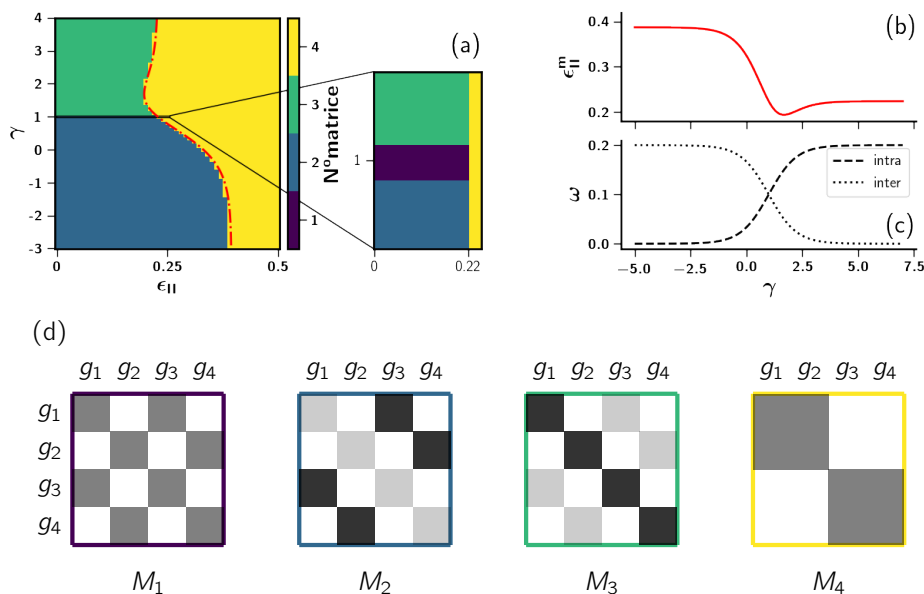 (a)
4
3
2
1
0
-1
-2
-3
γ
0
0.25
0.5
ϵ_II
4
3
2
1
Nº matrice
1
0
0.22
(b)
ϵ_II^m
0.4
0.3
0.2
ω
0.2
0.1
0.0
intra
inter
(c)
−5.0 −2.5 0.0 2.5 5.0 7.5
γ
(d)
g1 g2 g3 g4 g1 g2 g3 g4 g1 g2 g3 g4 g1 g2 g3 g4
g1
g2
g3
g4
M1 M2 M3 M4